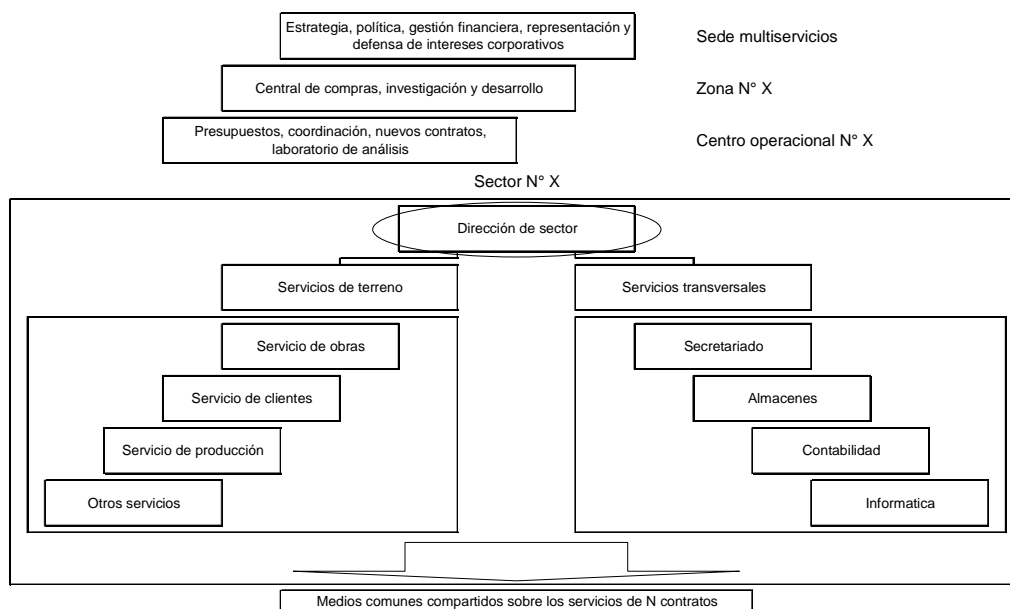 Estrategia, política, gestión financiera, representación y
defensa de intereses corporativos
Sede multiservicios
Central de compras, investigación y desarrollo
Zona N° X
Presupuestos, coordinación, nuevos contratos,
laboratorio de análisis
Centro operacional N° X
Sector N° X
Dirección de sector
Servicios de terreno
Servicios transversales
Servicio de obras
Secretariado
Servicio de clientes
Almacenes
Servicio de producción
Contabilidad
Otros servicios
Informatica
Medios comunes compartidos sobre los servicios de N contratos